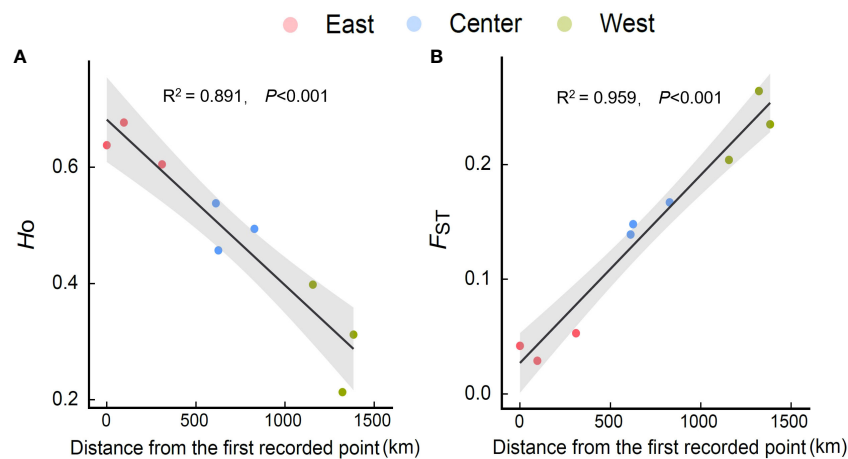 East Center West
A
R² = 0.891, P<0.001
Ho
0.6
0.4
0.2
0 500 1000 1500
Distance from the first recorded point (km)
B
R² = 0.959, P<0.001
FST
0.2
0.1
0.0
0 500 1000 1500
Distance from the first recorded point (km)